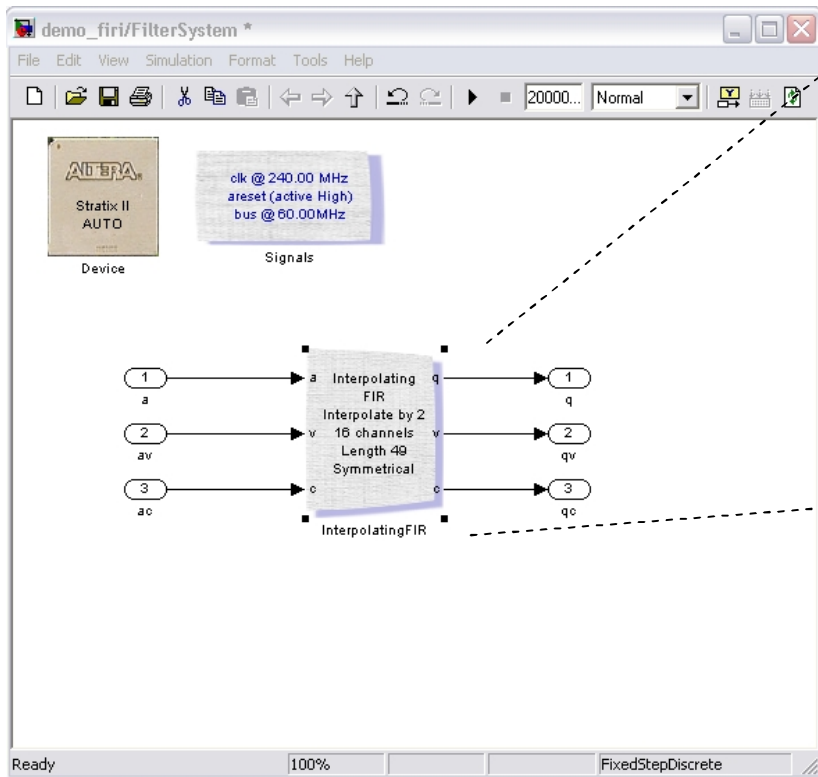 demo_firi/FilterSystem *
File Edit View Simulation Format Tools Help
20000... Normal
ALTERA.
Stratix II
AUTO
Device
clk @ 240.00 MHz
areset (active High)
bus @ 60.00MHz
Signals
1
a
2
av
3
ac
a Interpolating q
FIR
Interpolate by 2
v 16 channels v
Length 49
Symmetrical
c c
InterpolatingFIR
1
q
2
qv
3
qc
Ready 100% FixedStepDiscrete